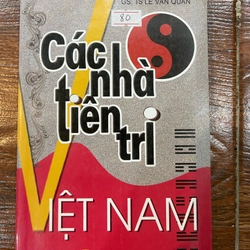 GS. TS LÊ VĂN QUÁN
80
Các nhà
tiên tri
VIỆT NAM